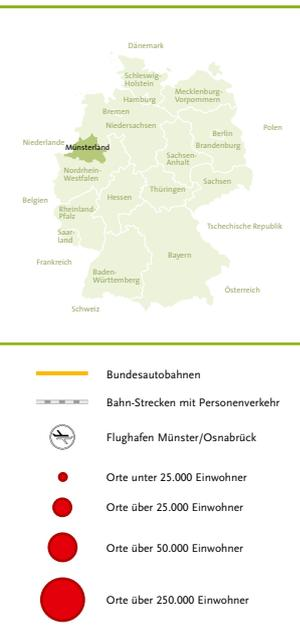 Dänemark
Schleswig-
Holstein
Mecklenburg-
Vorpommern
Hamburg
Bremen
Niedersachsen
Polen
Berlin
Brandenburg
Niederlande
Münsterland
Sachsen-
Anhalt
Nordrhein-
Westfalen
Sachsen
Thüringen
Hessen
Belgien
Rheinland-
Pfalz
Tschechische Republik
Saar-
land
Bayern
Frankreich
Baden-
Württemberg
Österreich
Schweiz
Bundesautobahnen
Bahn-Strecken mit Personenverkehr
Flughafen Münster/Osnabrück
Orte unter 25.000 Einwohner
Orte über 25.000 Einwohner
Orte über 50.000 Einwohner
Orte über 250.000 Einwohner